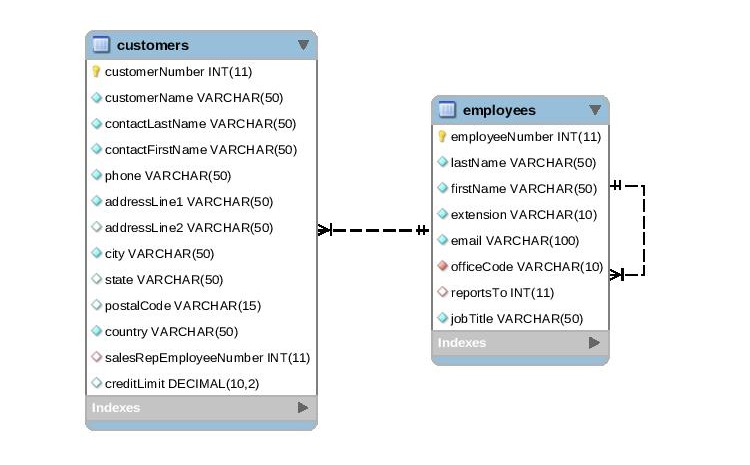 customers
customerNumber INT(11)
customerName VARCHAR(50)
contactLastName VARCHAR(50)
contactFirstName VARCHAR(50)
phone VARCHAR(50)
addressLine1 VARCHAR(50)
addressLine2 VARCHAR(50)
city VARCHAR(50)
state VARCHAR(50)
postalCode VARCHAR(15)
country VARCHAR(50)
salesRepEmployeeNumber INT(11)
creditLimit DECIMAL(10,2)
Indexes
employees
employeeNumber INT(11)
lastName VARCHAR(50)
firstName VARCHAR(50)
extension VARCHAR(10)
email VARCHAR(100)
officeCode VARCHAR(10)
reportsTo INT(11)
jobTitle VARCHAR(50)
Indexes